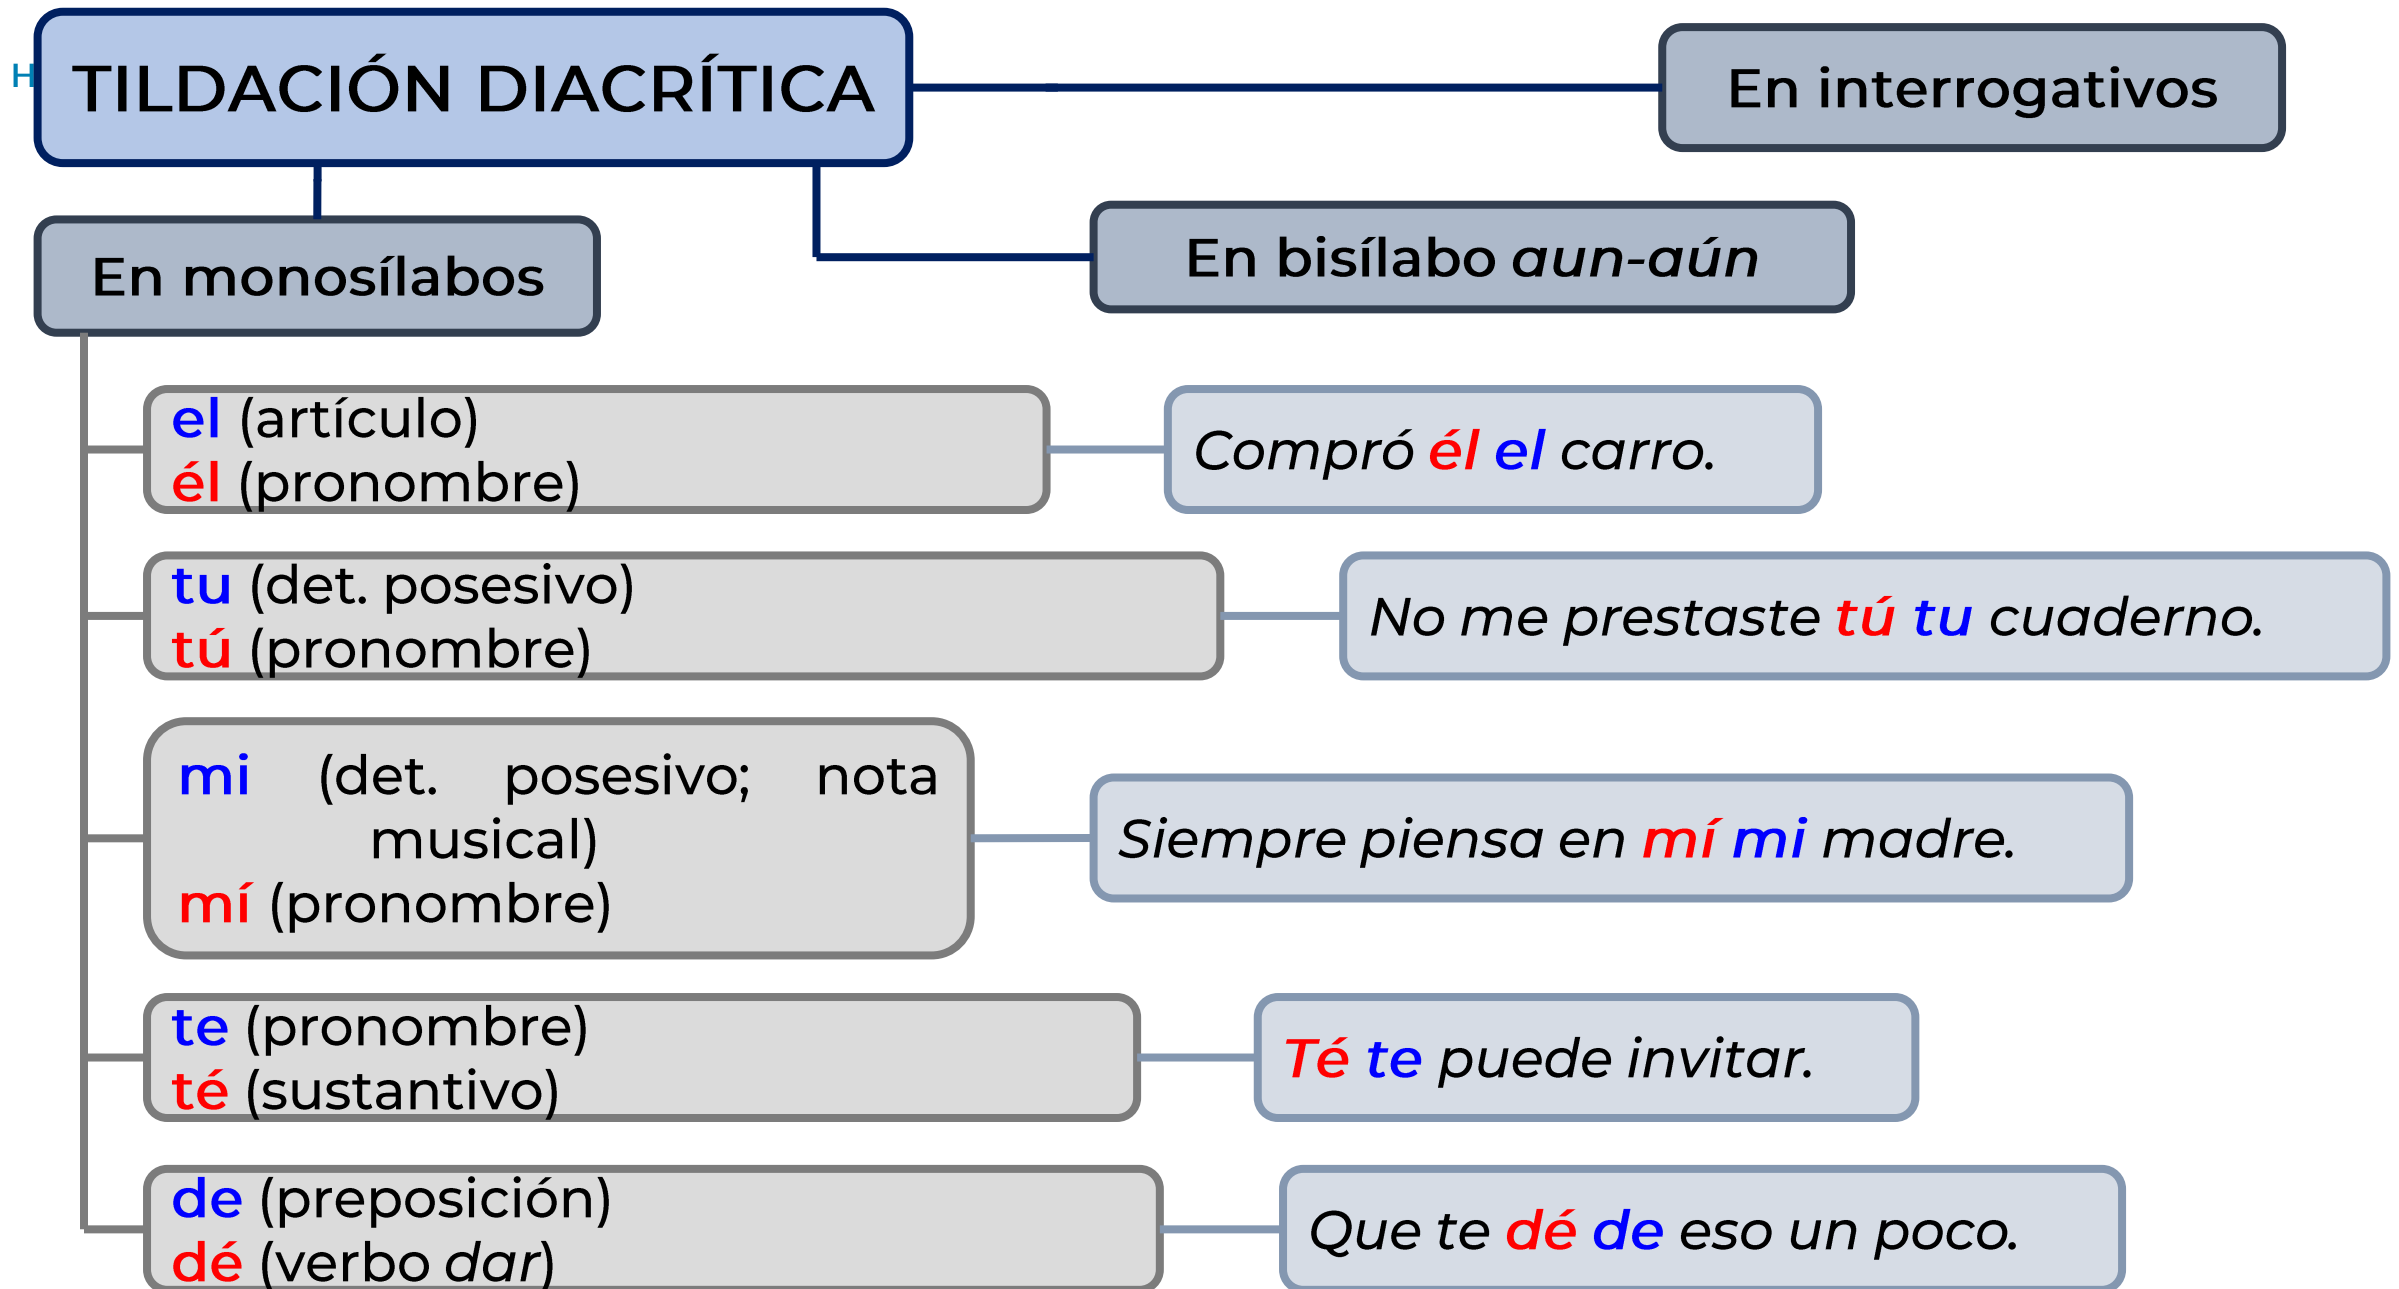 H
TILDACIÓN DIACRÍTICA
En interrogativos
En monosílabos
En bisílabo aun-aún
el (artículo)
él (pronombre)
Compró él el carro.
tu (det. posesivo)
tú (pronombre)
No me prestaste tú tu cuaderno.
mi (det. posesivo; nota
musical)
mí (pronombre)
Siempre piensa en mí mi madre.
te (pronombre)
té (sustantivo)
Té te puede invitar.
de (preposición)
dé (verbo dar)
Que te dé de eso un poco.